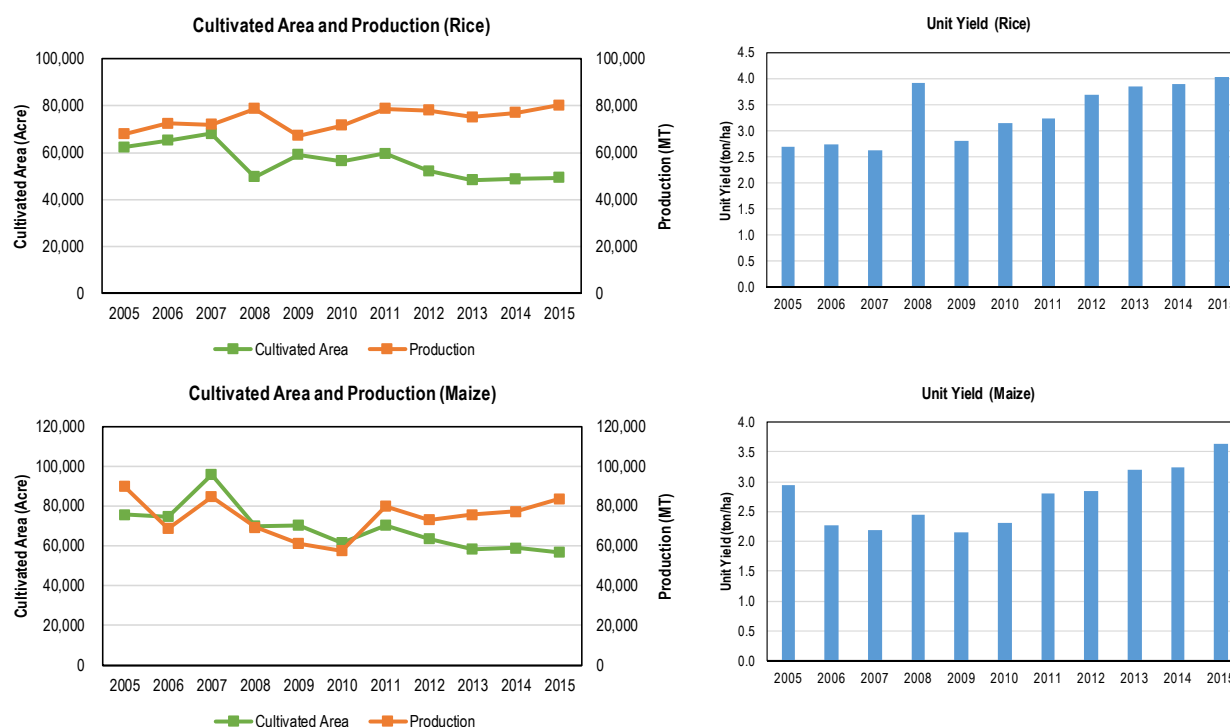 Cultivated Area and Production (Rice)
100,000
80,000
60,000
40,000
20,000
0
Cultivated Area (Acre)
100,000
80,000
60,000
40,000
20,000
0
Production (MT)
2005 2006 2007 2008 2009 2010 2011 2012 2013 2014 2015
Cultivated Area Production
Unit Yield (Rice)
4.5
4.0
3.5
3.0
2.5
2.0
1.5
1.0
0.5
0.0
Unit Yield (ton/ha)
2005 2006 2007 2008 2009 2010 2011 2012 2013 2014 2015
Cultivated Area and Production (Maize)
120,000
100,000
80,000
60,000
40,000
20,000
0
Cultivated Area (Acre)
120,000
100,000
80,000
60,000
40,000
20,000
0
Production (MT)
2005 2006 2007 2008 2009 2010 2011 2012 2013 2014 2015
Cultivated Area Production
Unit Yield (Maize)
4.0
3.5
3.0
2.5
2.0
1.5
1.0
0.5
0.0
Unit Yield (ton/ha)
2005 2006 2007 2008 2009 2010 2011 2012 2013 2014 2015